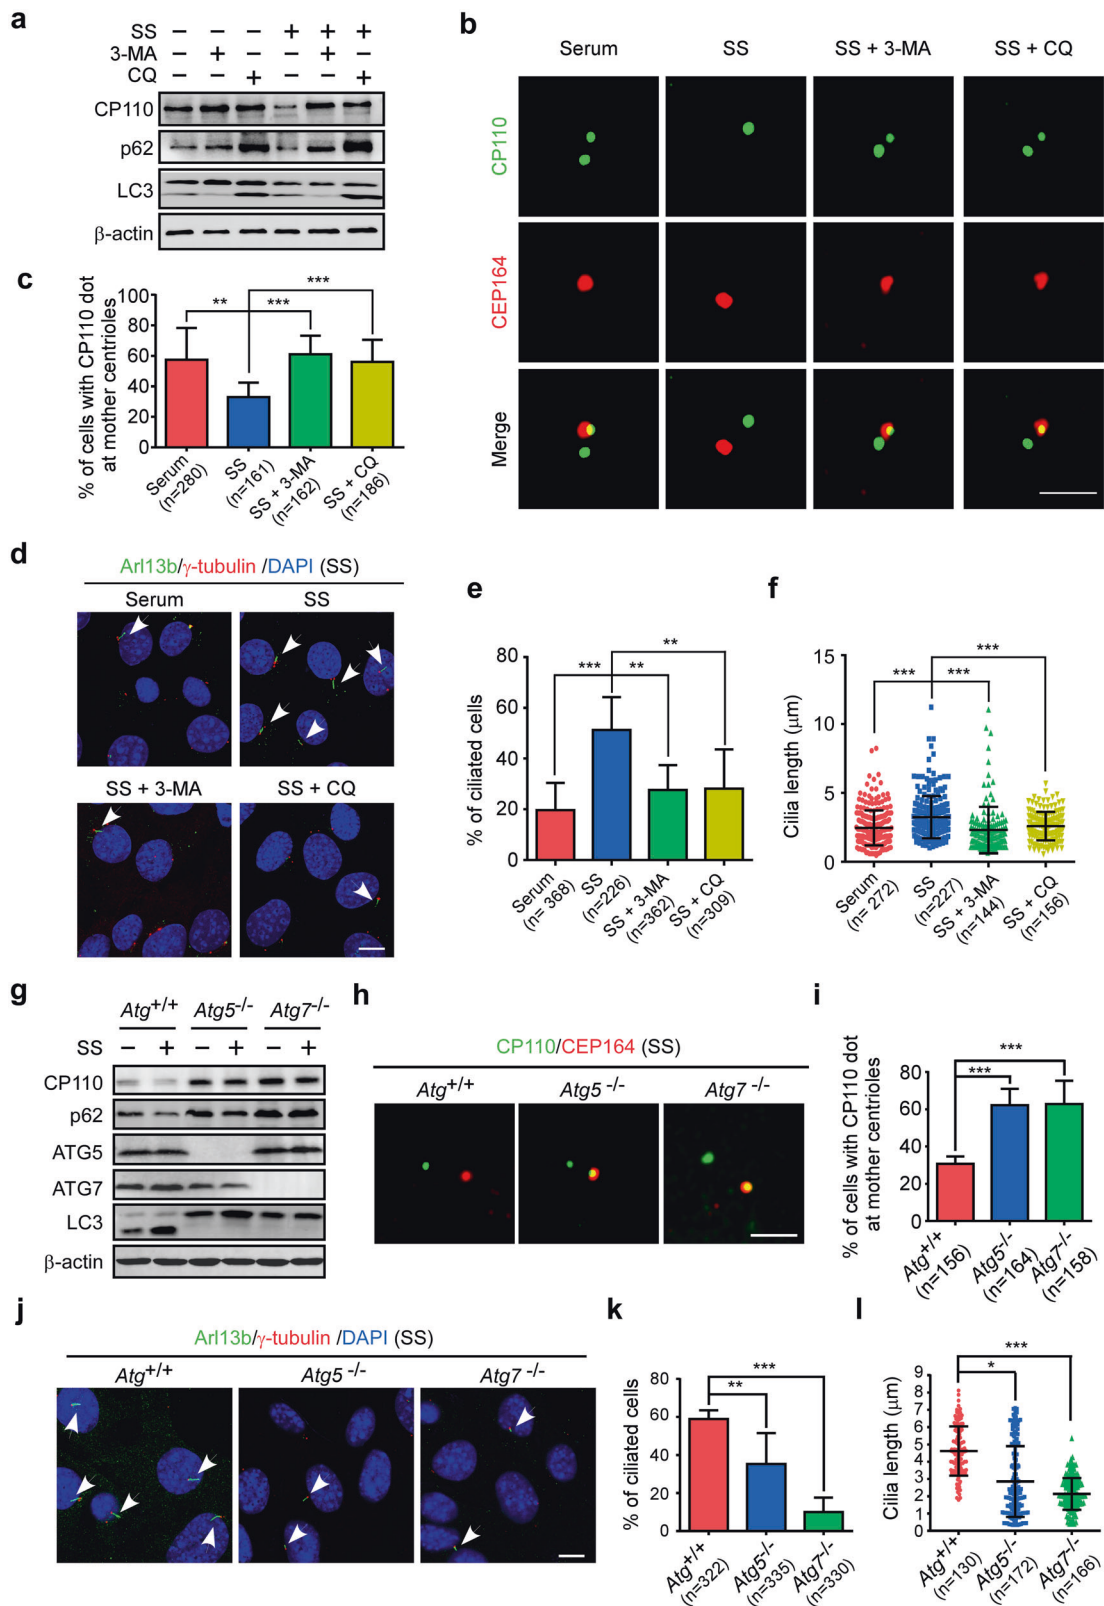 a
SS − − − + + +
3-MA − + − − + −
CQ − − + − − +
CP110
p62
LC3
β-actin
b
Serum SS SS + 3-MA SS + CQ
CP110
CEP164
Merge
c
% of cells with CP110 dot
at mother centrioles
100
80
60
40
20
0
** *** ***
Serum
(n=280)
SS
(n=161)
SS + 3-MA
(n=162)
SS + CQ
(n=186)
d
Arl13b/γ-tubulin /DAPI (SS)
Serum SS
SS + 3-MA SS + CQ
e
% of ciliated cells
80
60
40
20
0
*** ** **
Serum
(n= 368)
SS
(n=226)
SS + 3-MA
(n=362)
SS + CQ
(n=309)
f
Cilia length (μm)
15
10
5
0
*** *** ***
Serum
(n= 272)
SS
(n=227)
SS + 3-MA
(n=144)
SS + CQ
(n=156)
g
Atg+/+ Atg5-/- Atg7-/-
SS − + − + − +
CP110
p62
ATG5
ATG7
LC3
β-actin
h
CP110/CEP164 (SS)
Atg+/+ Atg5 -/- Atg7 -/-
i
% of cells with CP110 dot
at mother centrioles
80
60
40
20
0
*** ***
Atg+/+
(n=156)
Atg5-/-
(n=164)
Atg7-/-
(n=158)
j
Arl13b/γ-tubulin /DAPI (SS)
Atg+/+ Atg5 -/- Atg7 -/-
k
% of ciliated cells
80
60
40
20
0
** ***
Atg+/+
(n=322)
Atg5-/-
(n=335)
Atg7-/-
(n=330)
l
Cilia length (μm)
9
8
7
6
5
4
3
2
1
0
* ***
Atg+/+
(n=130)
Atg5-/-
(n=172)
Atg7-/-
(n=166)